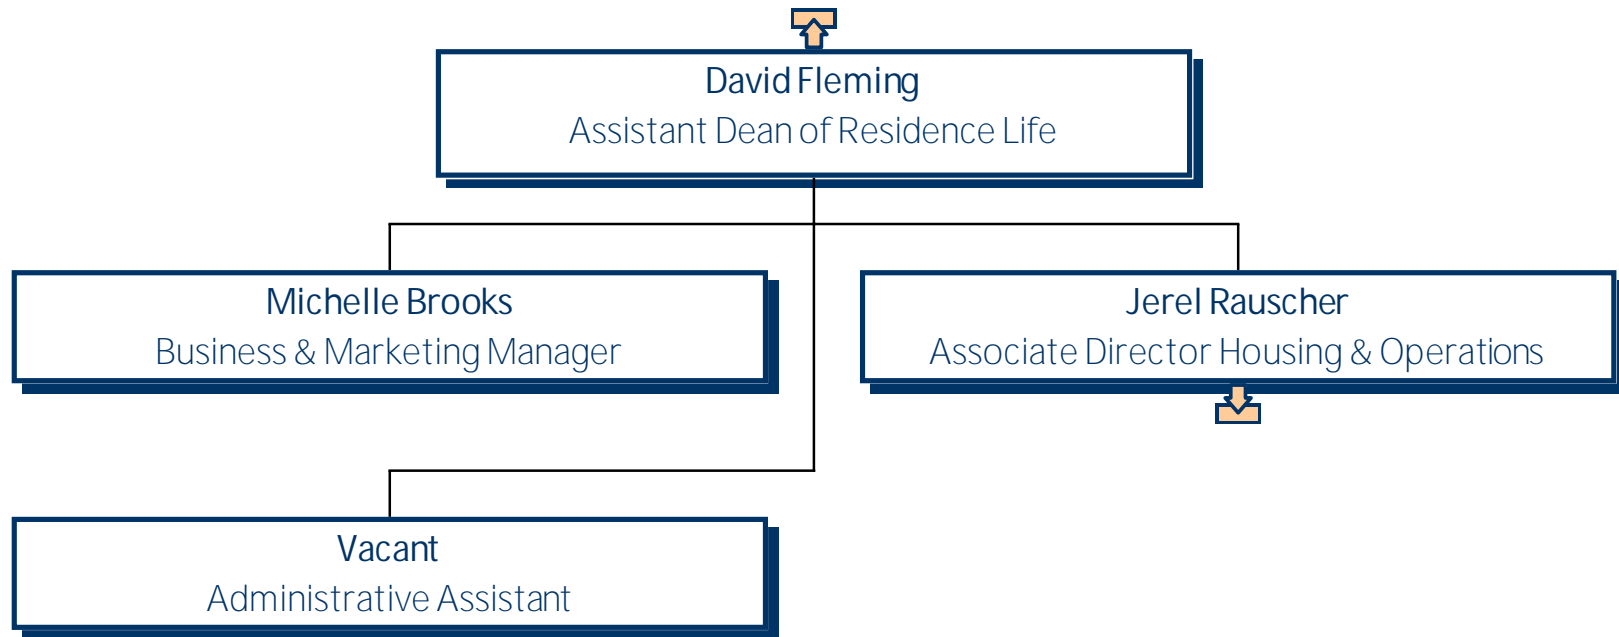 David Fleming
Assistant Dean of Residence Life
Michelle Brooks
Business & Marketing Manager
Jerel Rauscher
Associate Director Housing & Operations
Vacant
Administrative Assistant